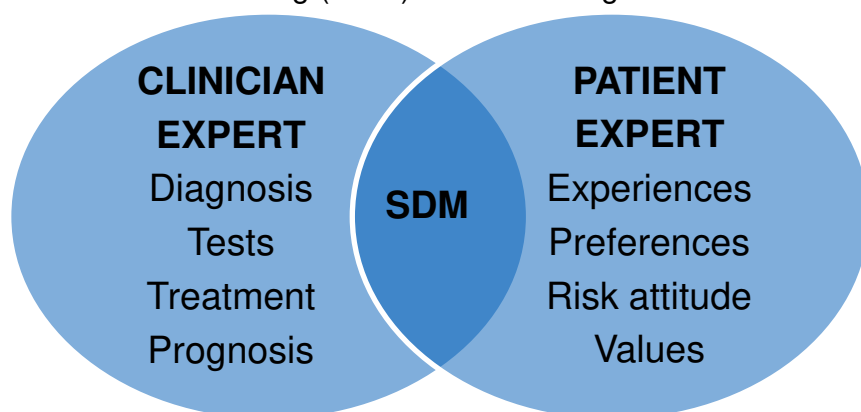 CLINICIAN
EXPERT
Diagnosis
Tests
Treatment
Prognosis
SDM
PATIENT
EXPERT
Experiences
Preferences
Risk attitude
Values